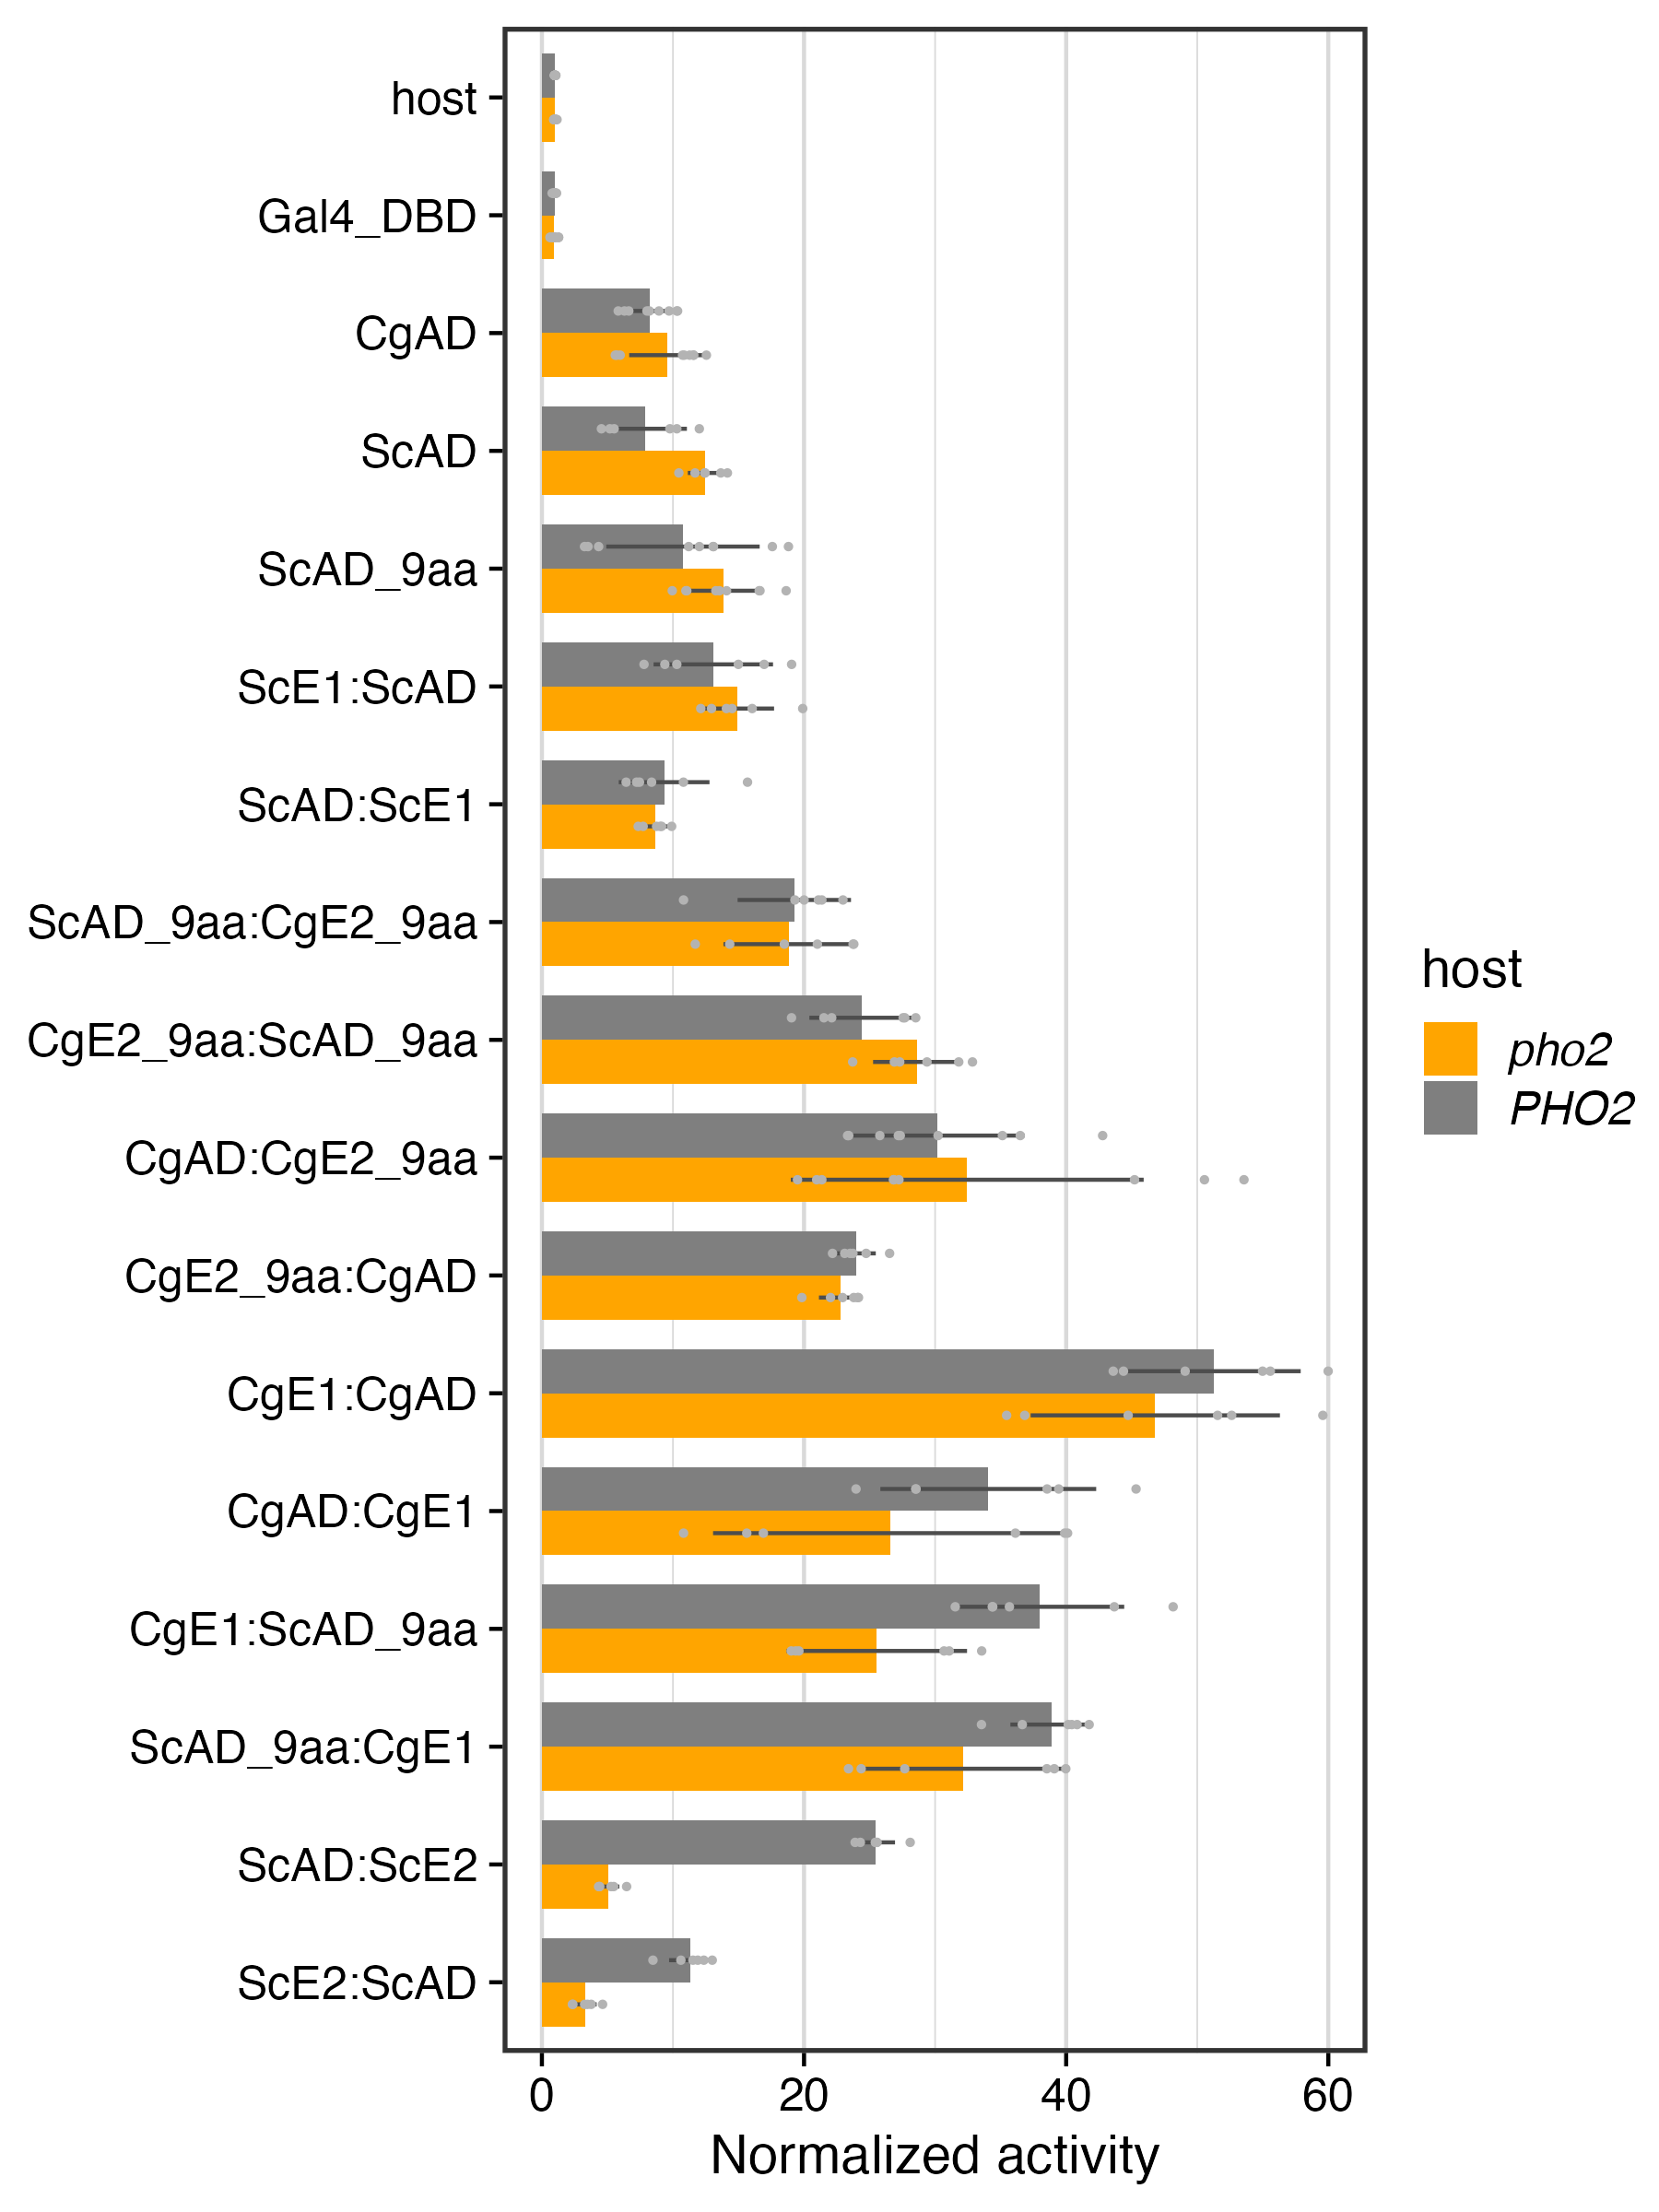 host
Gal4_DBD
CgAD
ScAD
ScAD_9aa
ScE1:ScAD
ScAD:ScE1
ScAD_9aa:CgE2_9aa
CgE2_9aa:ScAD_9aa
CgAD:CgE2_9aa
CgE2_9aa:CgAD
CgE1:CgAD
CgAD:CgE1
CgE1:ScAD_9aa
ScAD_9aa:CgE1
ScAD:ScE2
ScE2:ScAD
0 20 40 60
Normalized activity
host
pho2
PHO2